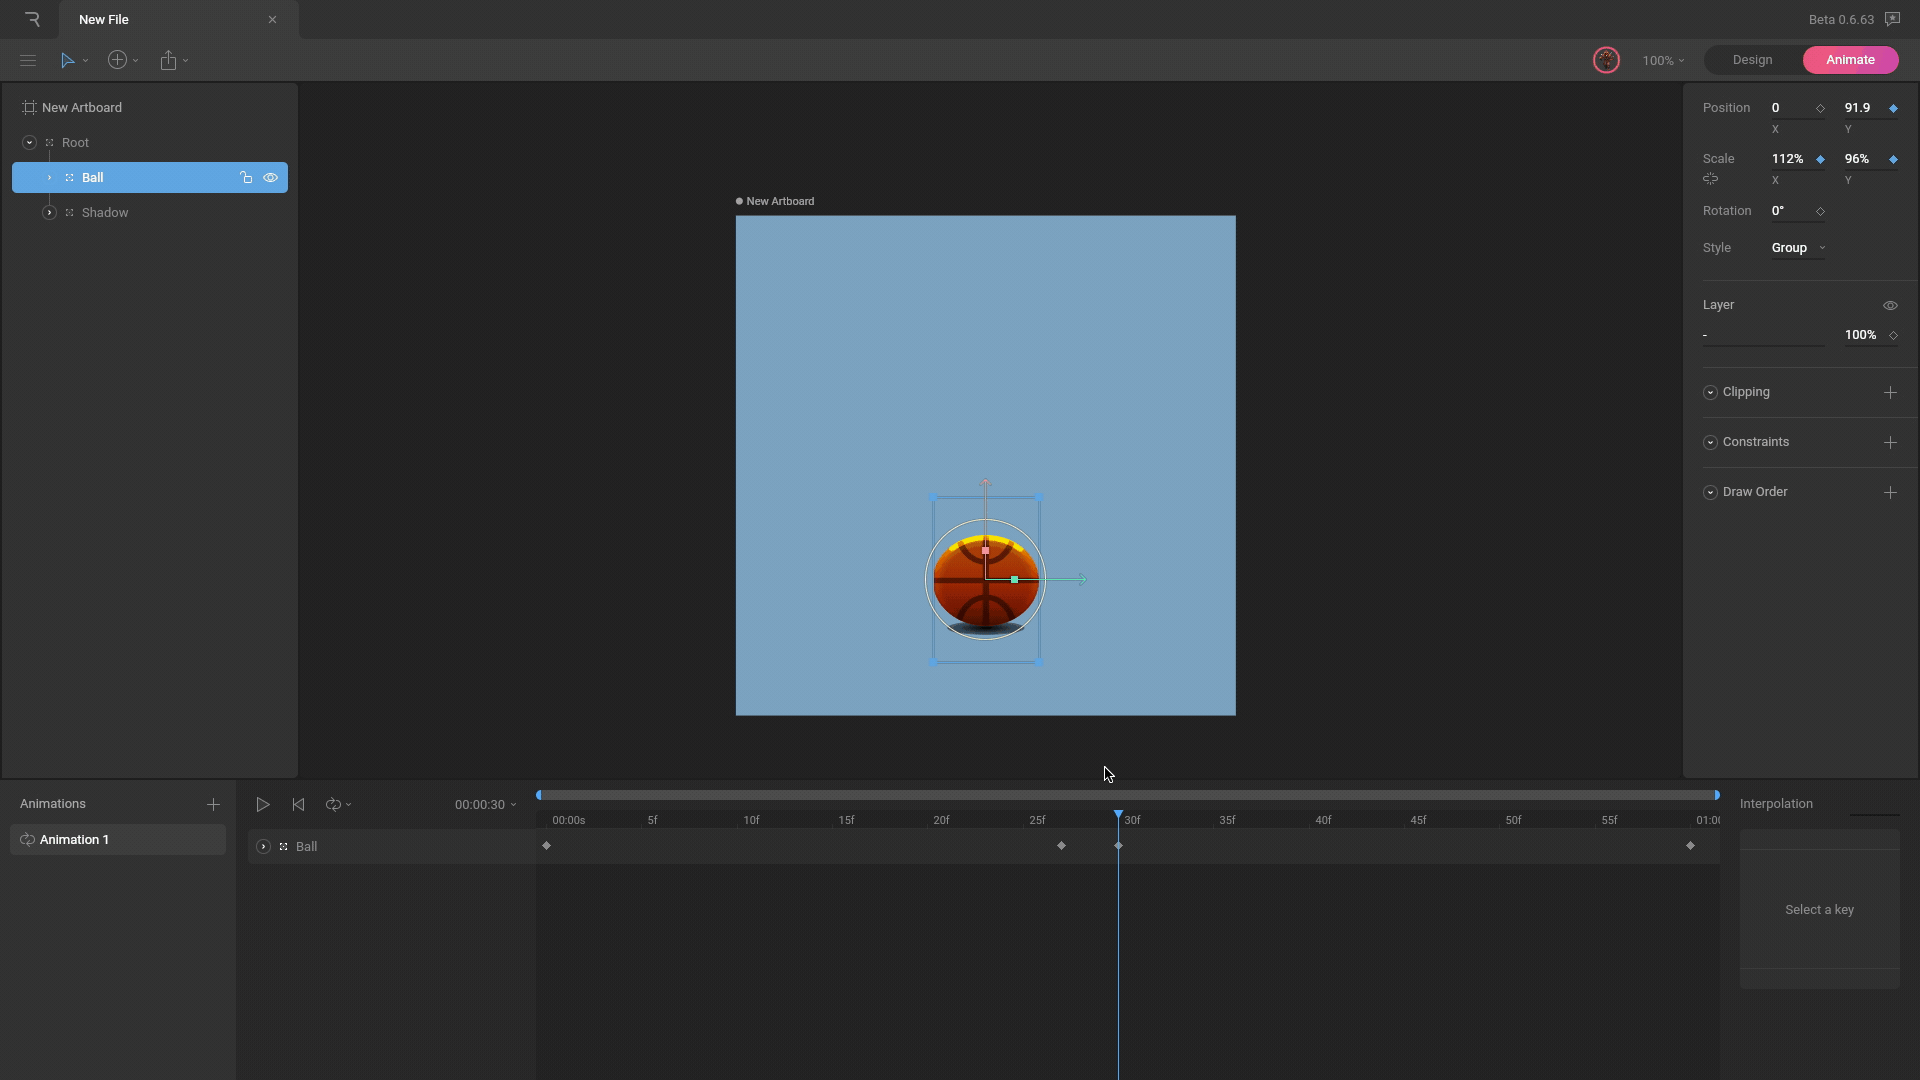 New File
Beta 0.6.63
100%
Design
Animate
New Artboard
Root
Ball
Shadow
New Artboard
Position 0 91.9
X Y
Scale 112% 96%
X Y
Rotation 0°
Style Group
Layer
- 100%
Clipping
Constraints
Draw Order
Animations
Animation 1
00:00:30
00:00s 5f 10f 15f 20f 25f 30f 35f 40f 45f 50f 55f 01:00
Ball
Interpolation
Select a key